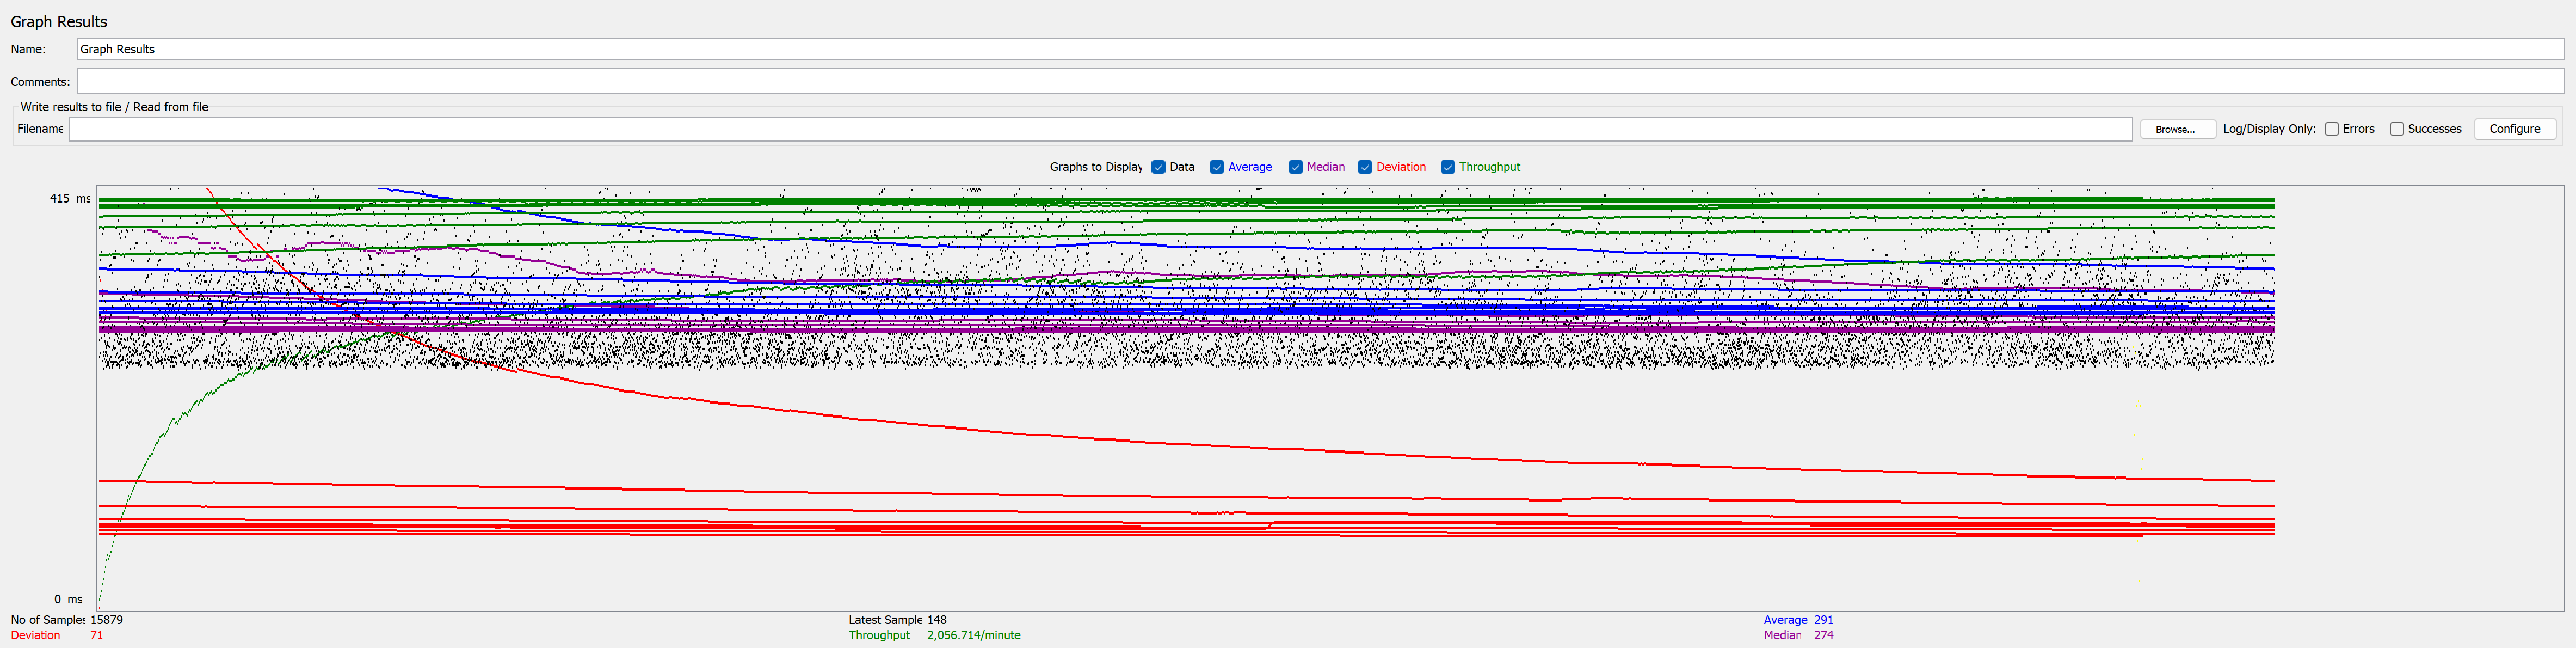 Graph Results
Name: Graph Results
Comments:
Write results to file / Read from file
Filename Browse... Log/Display Only: Errors Successes Configure
Graphs to Display Data Average Median Deviation Throughput
415 ms
0 ms
No of Samples 15879 Latest Sample 148 Average 291
Deviation 71 Throughput 2,056.714/minute Median 274